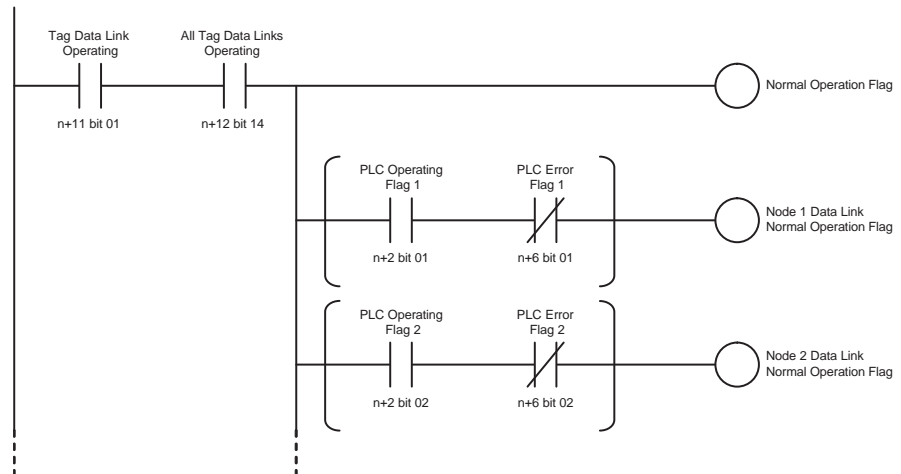 Tag Data Link
Operating
All Tag Data Links
Operating
n+11 bit 01
n+12 bit 14
Normal Operation Flag
PLC Operating
Flag 1
PLC Error
Flag 1
n+2 bit 01
n+6 bit 01
Node 1 Data Link
Normal Operation Flag
PLC Operating
Flag 2
PLC Error
Flag 2
n+2 bit 02
n+6 bit 02
Node 2 Data Link
Normal Operation Flag